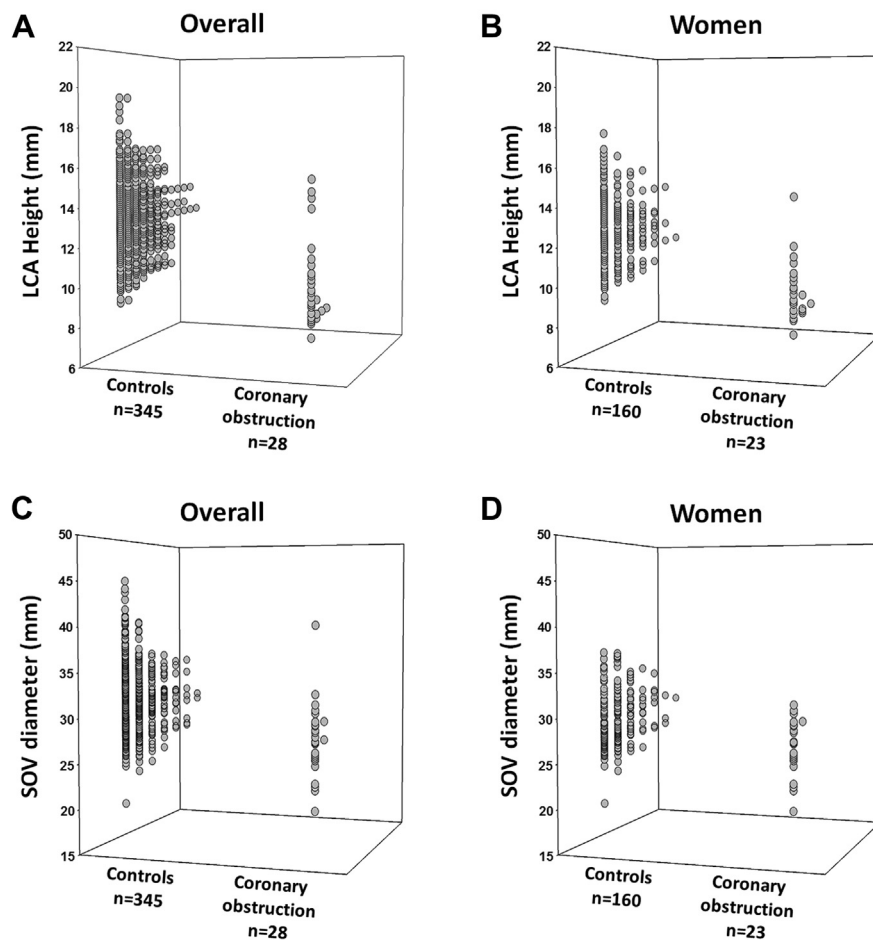 A
Overall
LCA Height (mm)
22
20
18
16
14
12
10
8
6
Controls
n=345
Coronary
obstruction
n=28
B
Women
LCA Height (mm)
22
20
18
16
14
12
10
8
6
Controls
n=160
Coronary
obstruction
n=23
C
Overall
SOV diameter (mm)
50
45
40
35
30
25
20
15
Controls
n=345
Coronary
obstruction
n=28
D
Women
SOV diameter (mm)
50
45
40
35
30
25
20
15
Controls
n=160
Coronary
obstruction
n=23